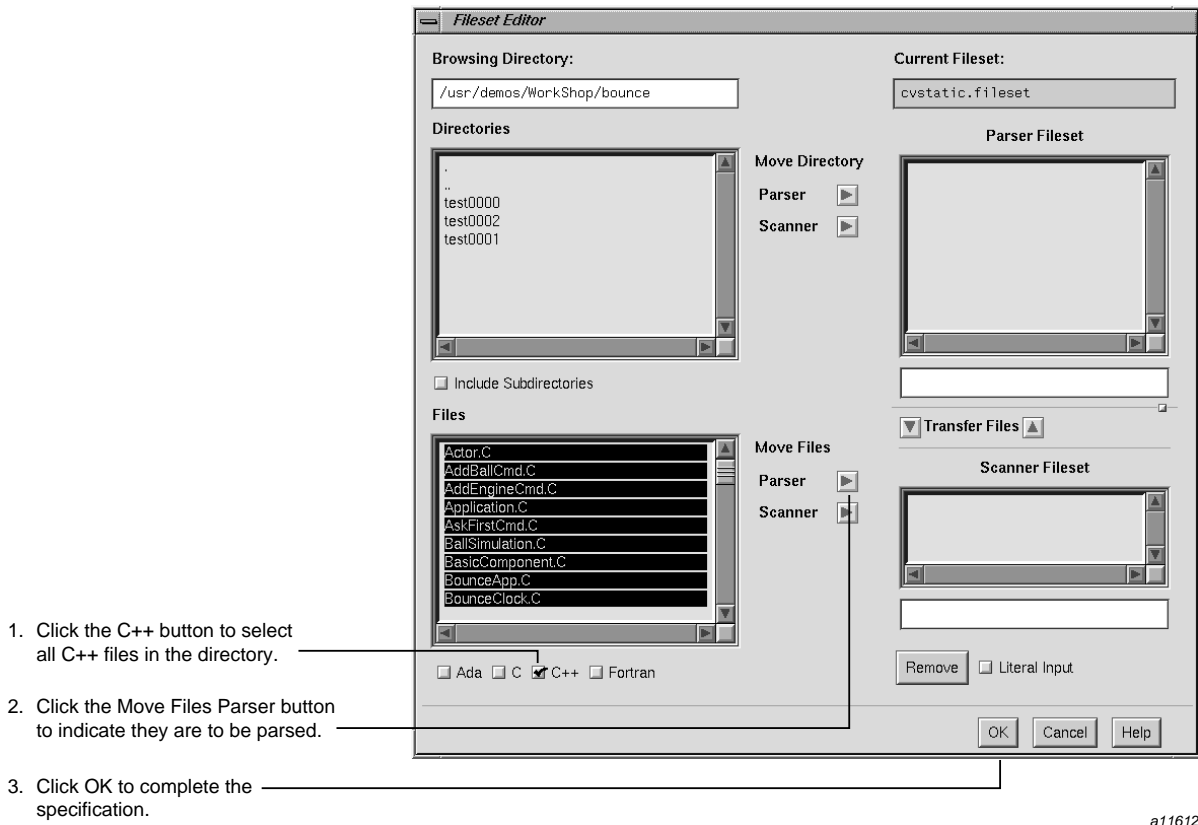 Fileset Editor
Browsing Directory:
/usr/demos/WorkShop/bounce
Directories
.
..
test0000
test0002
test0001
Move Directory
Parser
Scanner
Include Subdirectories
Files
Actor.C
AddBallCmd.C
AddEngineCmd.C
Application.C
AskFirstCmd.C
BallSimulation.C
BasicComponent.C
BounceApp.C
BounceClock.C
Move Files
Parser
Scanner
Ada C C++ Fortran
Current Fileset:
cvstatic.fileset
Parser Fileset
Transfer Files
Scanner Fileset
Remove Literal Input
OK Cancel Help
1. Click the C++ button to select
all C++ files in the directory.
2. Click the Move Files Parser button
to indicate they are to be parsed.
3. Click OK to complete the
specification.
a11612